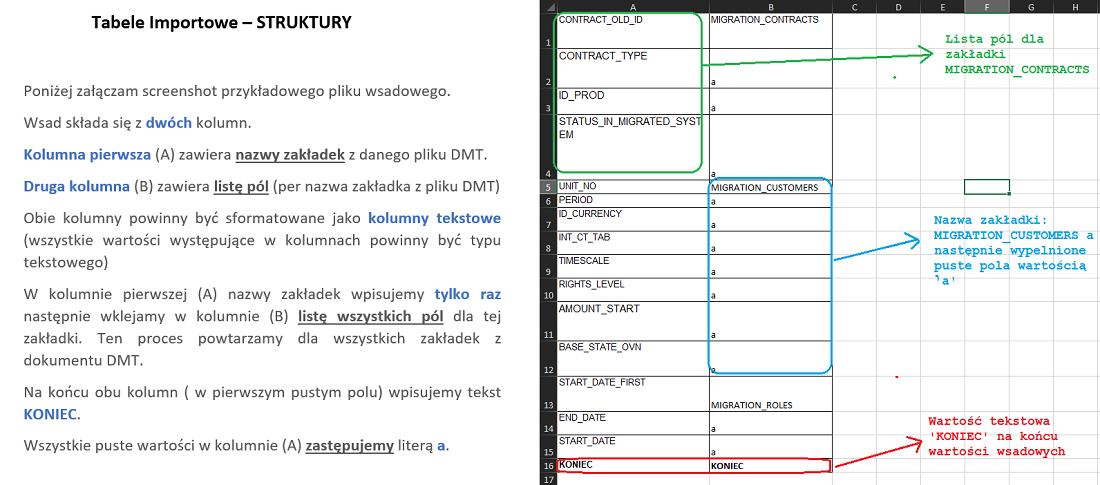 Tabele Importowe – STRUKTURY
Poniżej załączam screenshot przykładowego pliku wsadowego.
Wsad składa się z dwóch kolumn.
Kolumna pierwsza (A) zawiera nazwy zakładek z danego pliku DMT.
Druga kolumna (B) zawiera listę pól (per nazwa zakładka z pliku DMT)
Obie kolumny powinny być sformatowane jako kolumny tekstowe
(wszystkie wartości występujące w kolumnach powinny być typu
tekstowego)
W kolumnie pierwszej (A) nazwy zakładek wpisujemy tylko raz
następnie wklejamy w kolumnie (B) listę wszystkich pól dla tej
zakładki. Ten proces powtarzamy dla wszystkich zakładek z
dokumentu DMT.
Na końcu obu kolumn ( w pierwszym pustym polu) wpisujemy tekst
KONIEC.
Wszystkie puste wartości w kolumnie (A) zastępujemy literą a.
A B C D E F G H
1 CONTRACT_OLD_ID MIGRATION_CONTRACTS
2 CONTRACT_TYPE a
3 ID_PROD a
STATUS_IN_MIGRATED_SYST
EM
4 a
5 UNIT_NO MIGRATION_CUSTOMERS
6 PERIOD a
7 ID_CURRENCY a
8 INT_CT_TAB a
9 TIMESCALE a
10 RIGHTS_LEVEL a
11 AMOUNT_START a
12 BASE_STATE_OVN a
13 START_DATE_FIRST MIGRATION_ROLES
14 END_DATE a
15 START_DATE a
16 KONIEC KONIEC
17
Lista pól dla
zakładki
MIGRATION_CONTRACTS
Nazwa zakładki:
MIGRATION_CUSTOMERS a
następnie wypelnione
puste pola wartością
'a'
Wartość tekstowa
'KONIEC' na końcu
wartości wsadowych